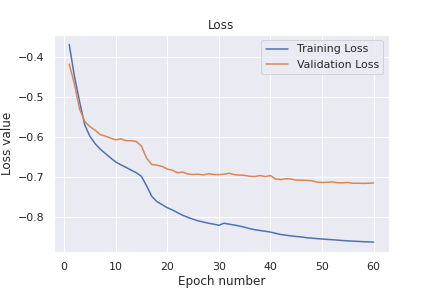 Loss
Training Loss
Validation Loss
−0.4
−0.5
−0.6
−0.7
−0.8
Loss value
0
10
20
30
40
50
60
Epoch number